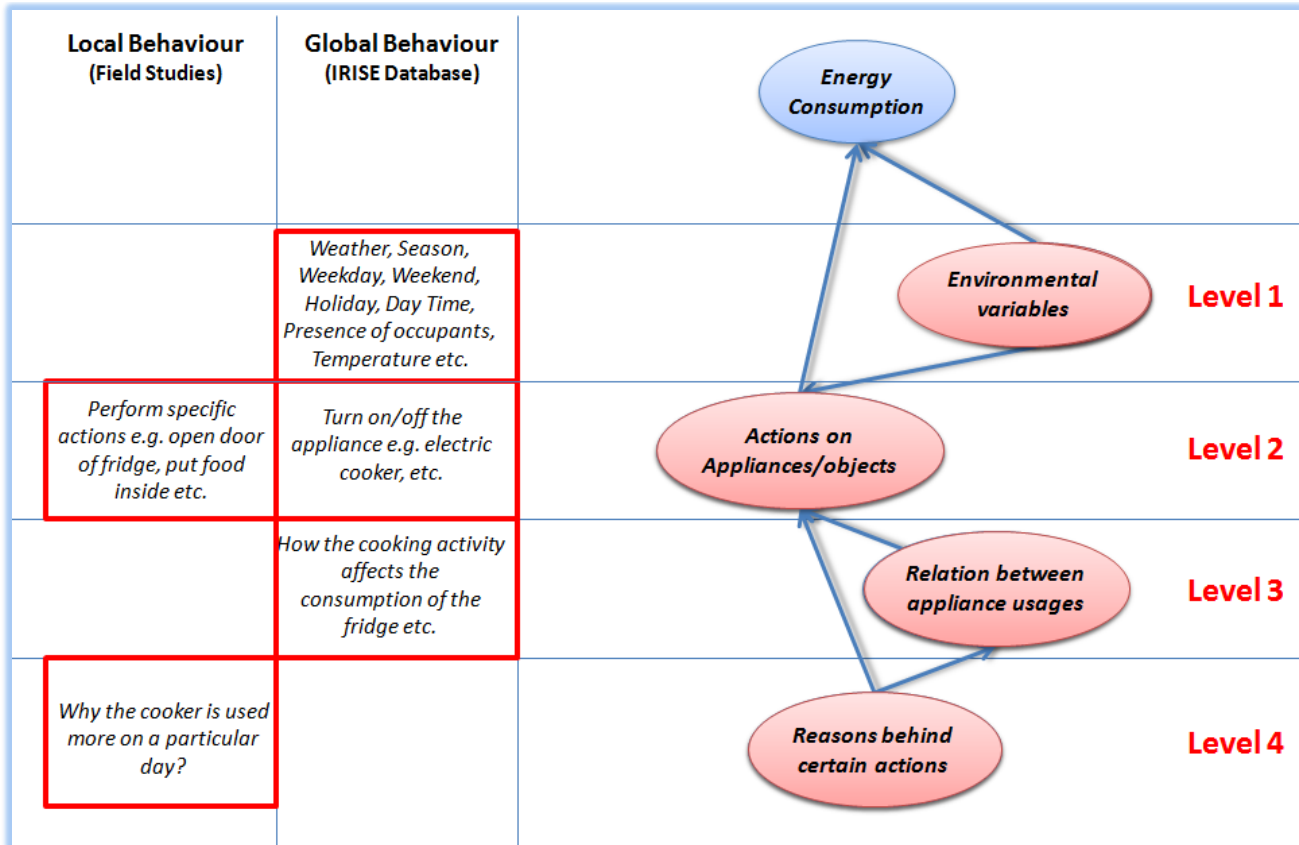 Local Behaviour
(Field Studies)
Global Behaviour
(IRISE Database)
Energy
Consumption
Weather, Season,
Weekday, Weekend,
Holiday, Day Time,
Presence of occupants,
Temperature etc.
Environmental
variables
Level 1
Perform specific
actions e.g. open door
of fridge, put food
inside etc.
Turn on/off the
appliance e.g. electric
cooker, etc.
Actions on
Appliances/objects
Level 2
How the cooking activity
affects the
consumption of the
fridge etc.
Relation between
appliance usages
Level 3
Why the cooker is used
more on a particular
day?
Reasons behind
certain actions
Level 4